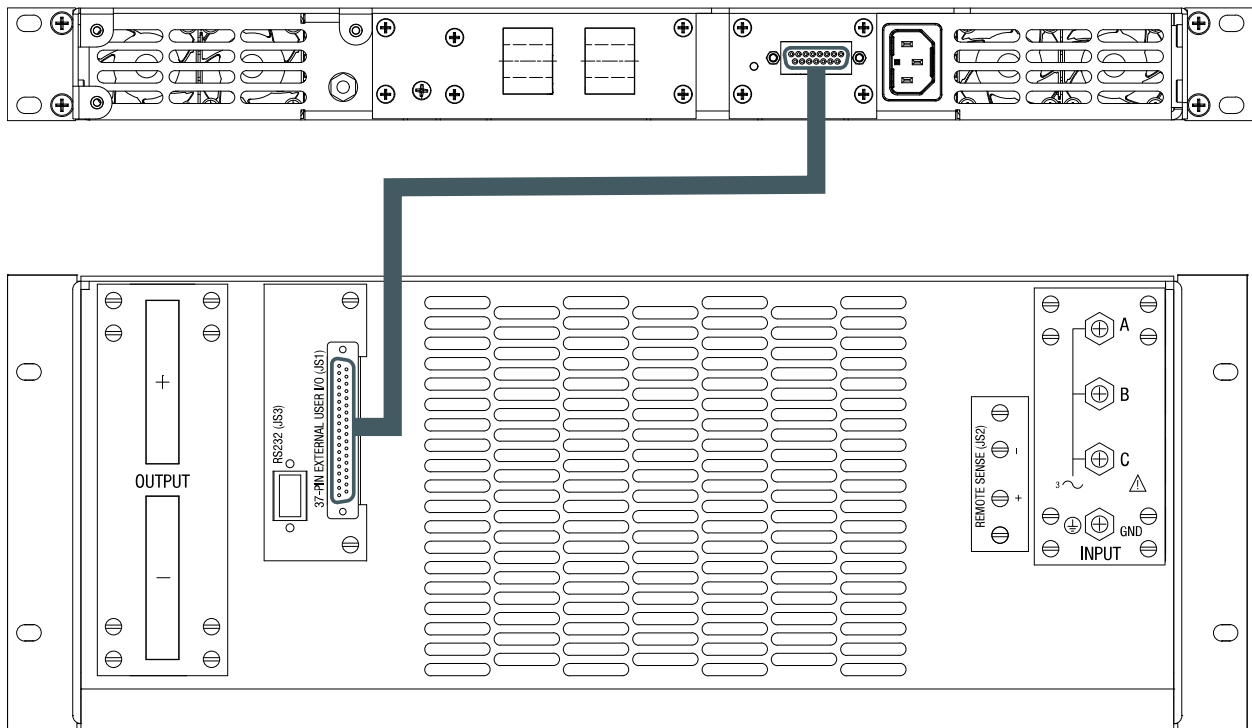 +
OUTPUT
–
RS232 (JS3)
37-PIN EXTERNAL USER I/O (JS1)
REMOTE SENSE (JS2)
-
+
A
B
C
3
GND
INPUT